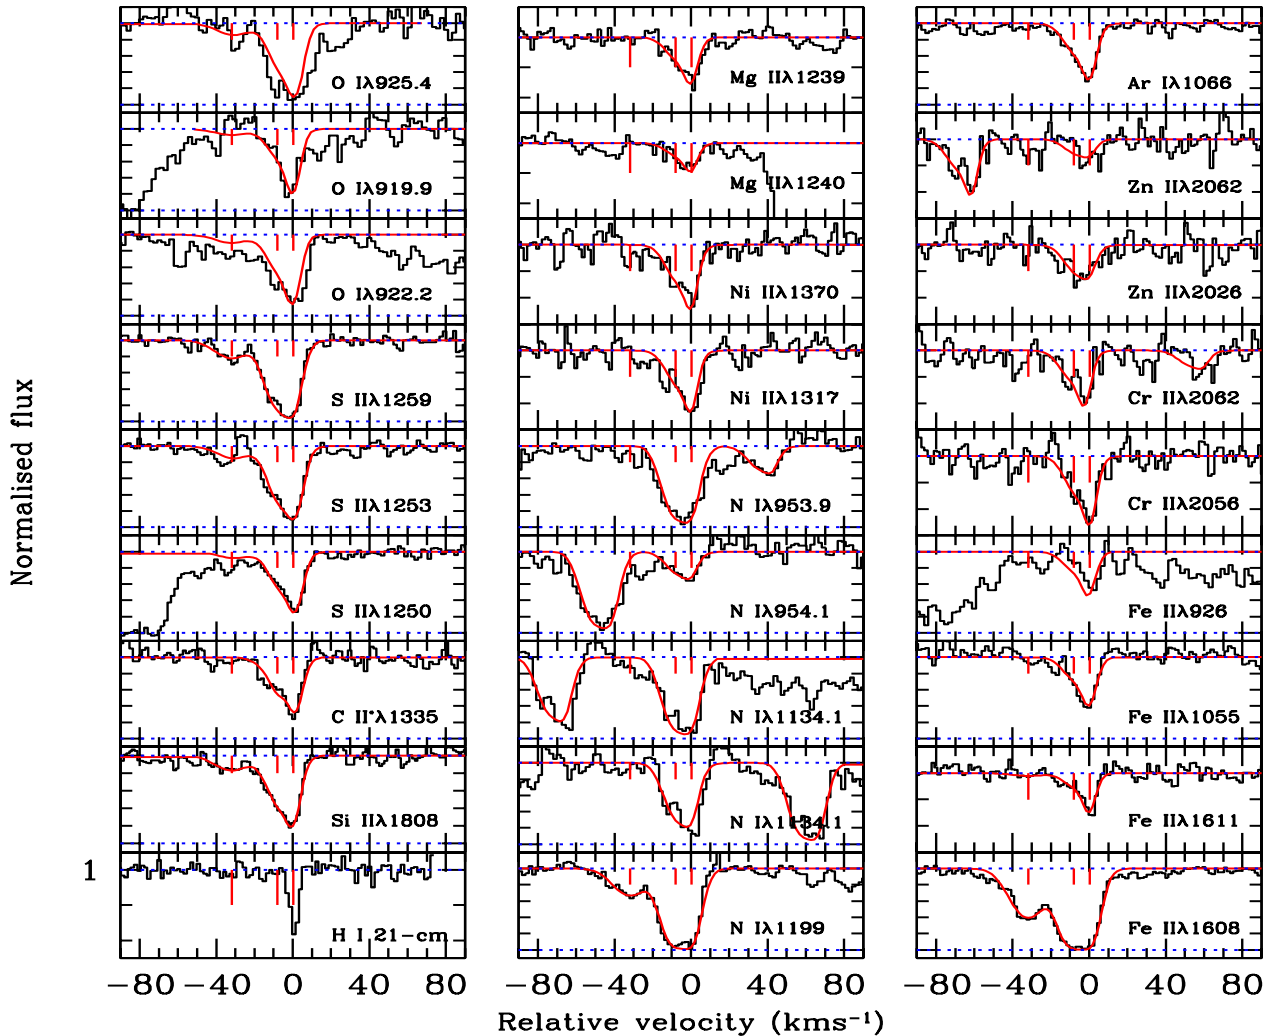 O Iλ925.4
Mg IIλ1239
Ar Iλ1066
O Iλ919.9
Mg IIλ1240
Zn IIλ2062
O Iλ922.2
Ni IIλ1370
Zn IIλ2026
S IIλ1259
Ni IIλ1317
Cr IIλ2062
S IIλ1253
N Iλ953.9
Cr IIλ2056
S IIλ1250
N Iλ954.1
Fe IIλ926
C II*λ1335
N Iλ1134.1
Fe IIλ1055
Si IIλ1808
N Iλ1134.1
Fe IIλ1611
H I 21-cm
N Iλ1199
Fe IIλ1608
Normalised flux
1
-80 -40 0 40 80
-80 -40 0 40 80
-80 -40 0 40 80
Relative velocity (kms⁻¹)